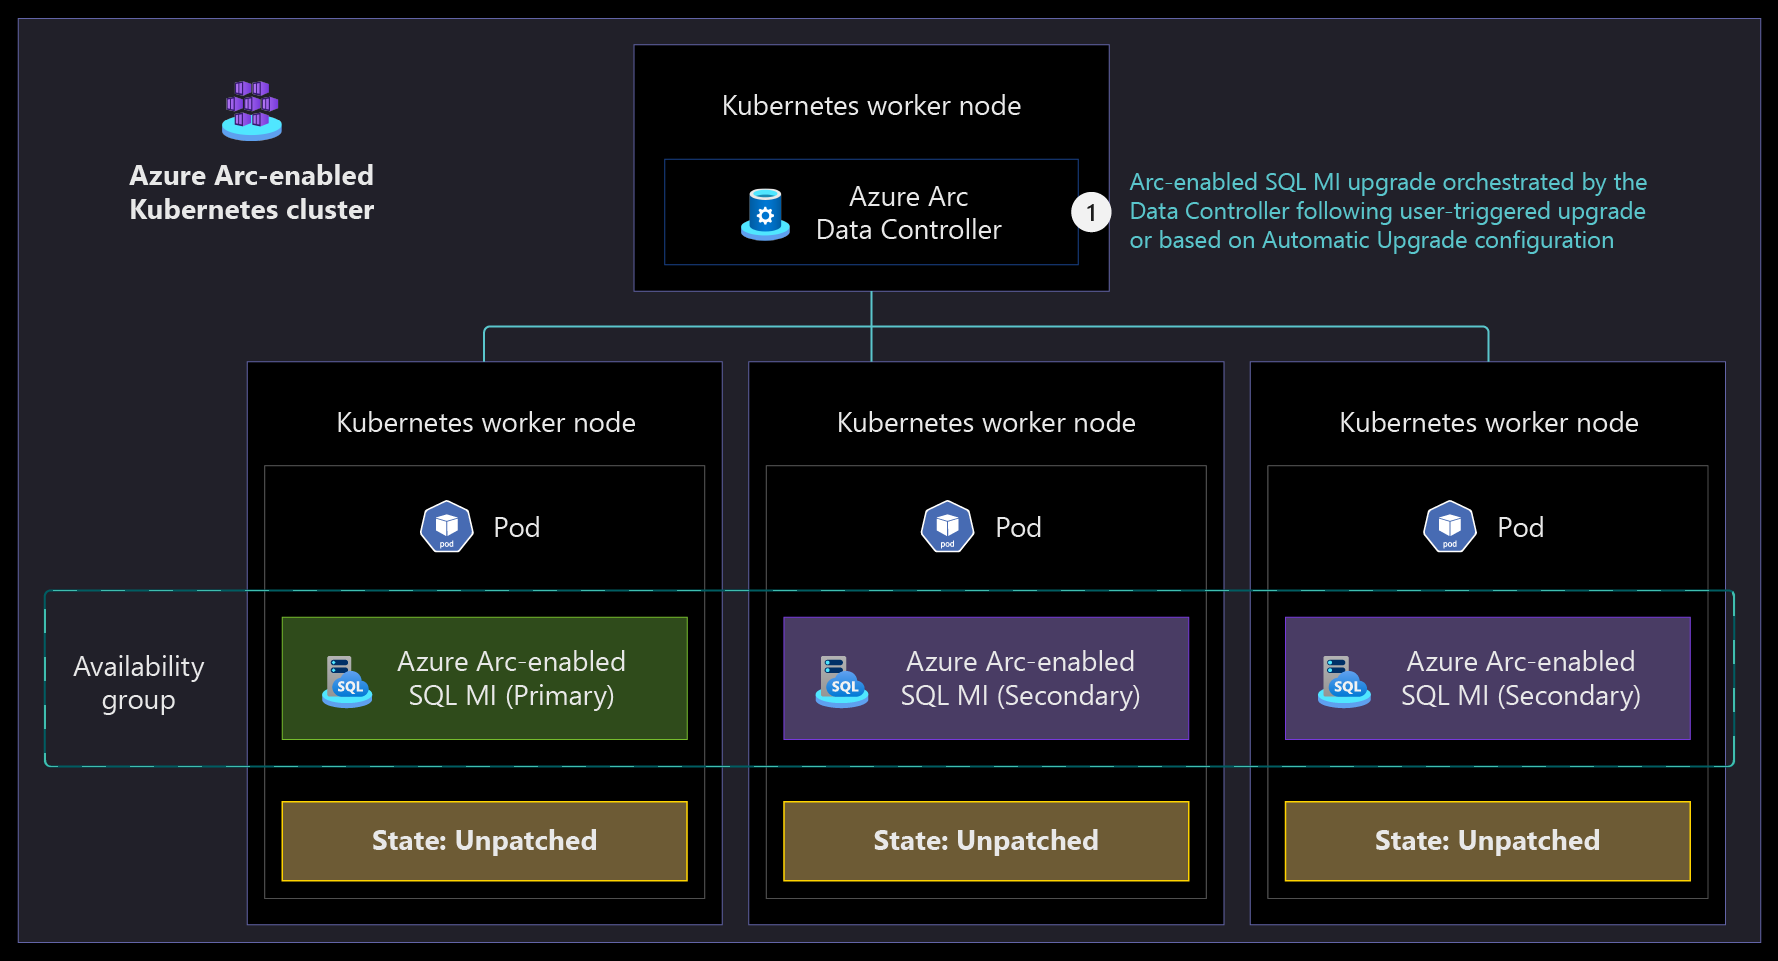 Azure Arc-enabled
Kubernetes cluster
Kubernetes worker node
Azure Arc
Data Controller
1
Arc-enabled SQL MI upgrade orchestrated by the
Data Controller following user-triggered upgrade
or based on Automatic Upgrade configuration
Kubernetes worker node
pod
Pod
Kubernetes worker node
pod
Pod
Kubernetes worker node
pod
Pod
Availability
group
SQL
Azure Arc-enabled
SQL MI (Primary)
SQL
Azure Arc-enabled
SQL MI (Secondary)
SQL
Azure Arc-enabled
SQL MI (Secondary)
State: Unpatched
State: Unpatched
State: Unpatched